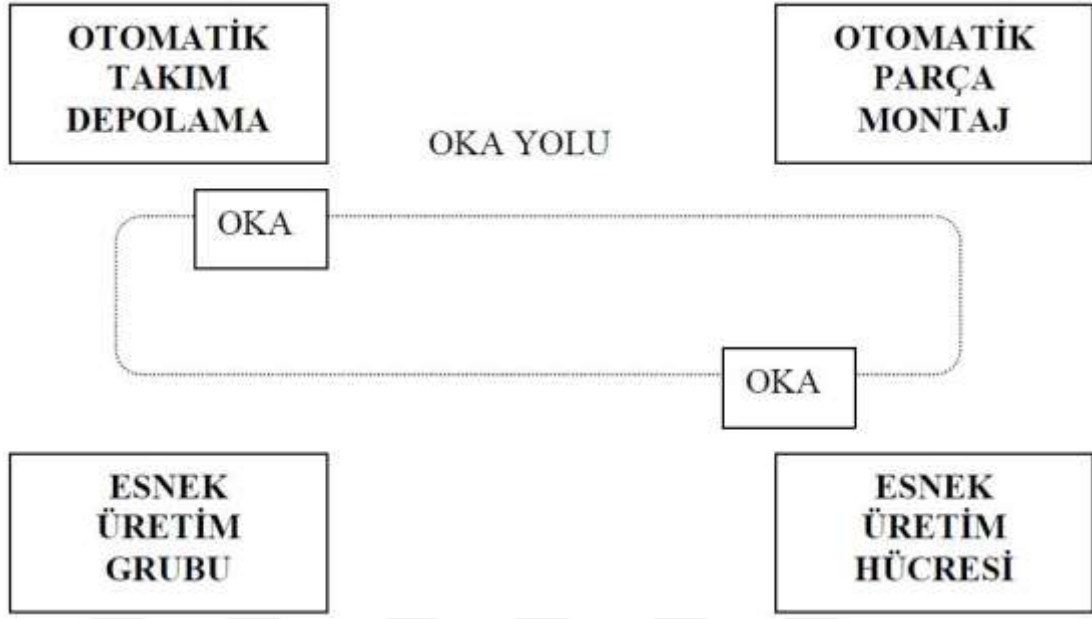 OTOMATİK
TAKIM
DEPOLAMA
OTOMATİK
PARÇA
MONTAJ
OKA YOLU
OKA
OKA
ESNEK
ÜRETİM
GRUBU
ESNEK
ÜRETİM
HÜCRESİ